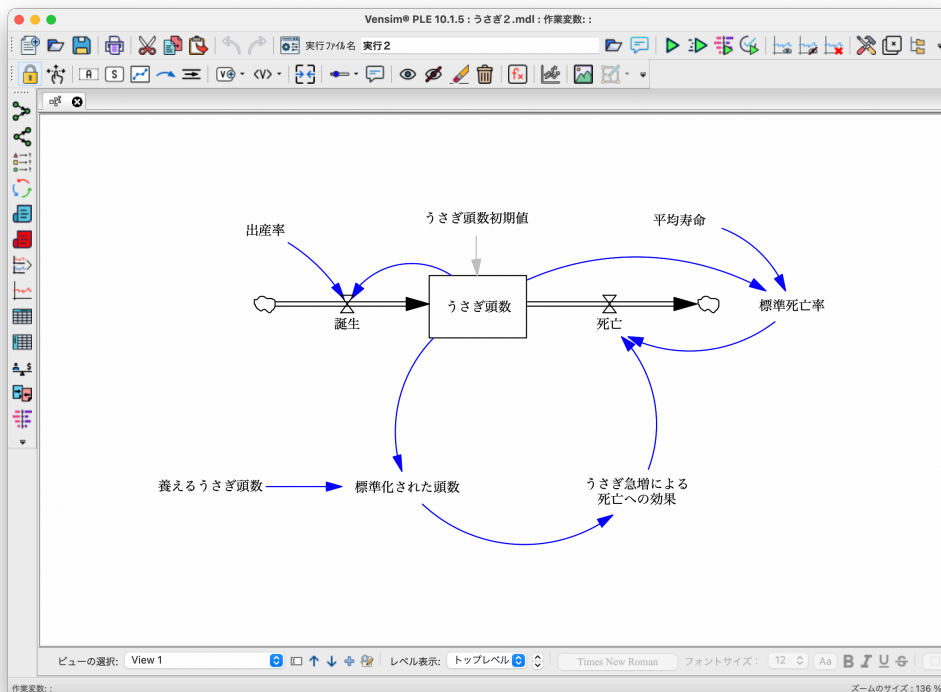 Vensim® PLE 10.1.5 : うさぎ２.mdl : 作業変数: :
実行ファイル名 実行２
A S V <V> fx
出産率
うさぎ頭数初期値
平均寿命
うさぎ頭数
標準死亡率
誕生
死亡
養えるうさぎ頭数
標準化された頭数
うさぎ急増による
死亡への効果
ビューの選択: View 1 レベル表示: トップレベル Times New Roman フォントサイズ： 12 Aa B I U S
作業変数: : ズームのサイズ : 136 %